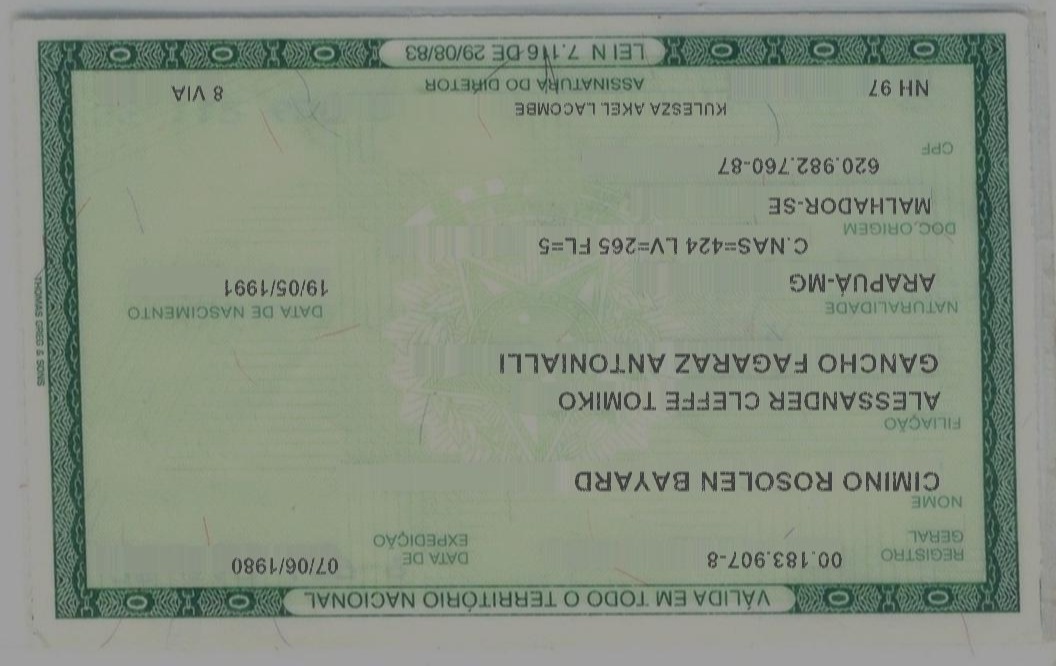 VÁLIDA EM TODO O TERRITÓRIO NACIONAL
REGISTRO GERAL 00.183.907-8 DATA DE EXPEDIÇÃO 07/06/1980
NOME
CIMINO ROSOLEN BAYARD
FILIAÇÃO
ALESSANDER CLEFFE TOMIKO
GANCHO FAGARAZ ANTONIALLI
NATURALIDADE DATA DE NASCIMENTO
ARAPUÁ-MG 19/05/1991
C.NAS=424 LV=265 FL=5
DOC.ORIGEM
MALHADOR-SE
CPF 620.982.760-87
KULESZA AKEL LACOMBE
NH 97 ASSINATURA DO DIRETOR 8 VIA
LEI N 7.116 DE 29/08/83
THOMAS GREG & SONS